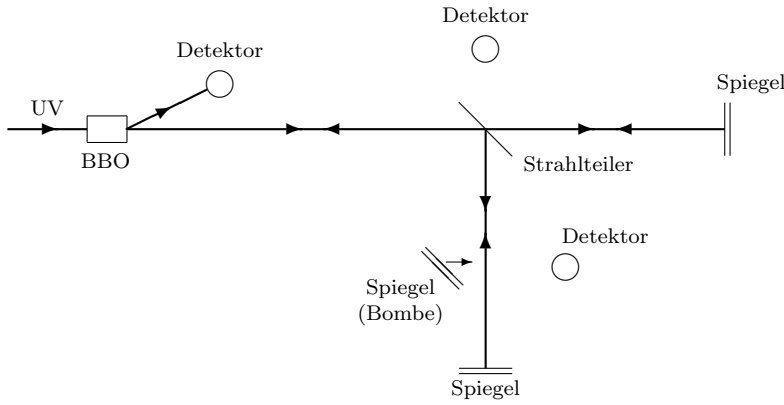 Detektor
Detektor
Spiegel
UV
BBO
Strahlteiler
Detektor
Spiegel
(Bombe)
Spiegel